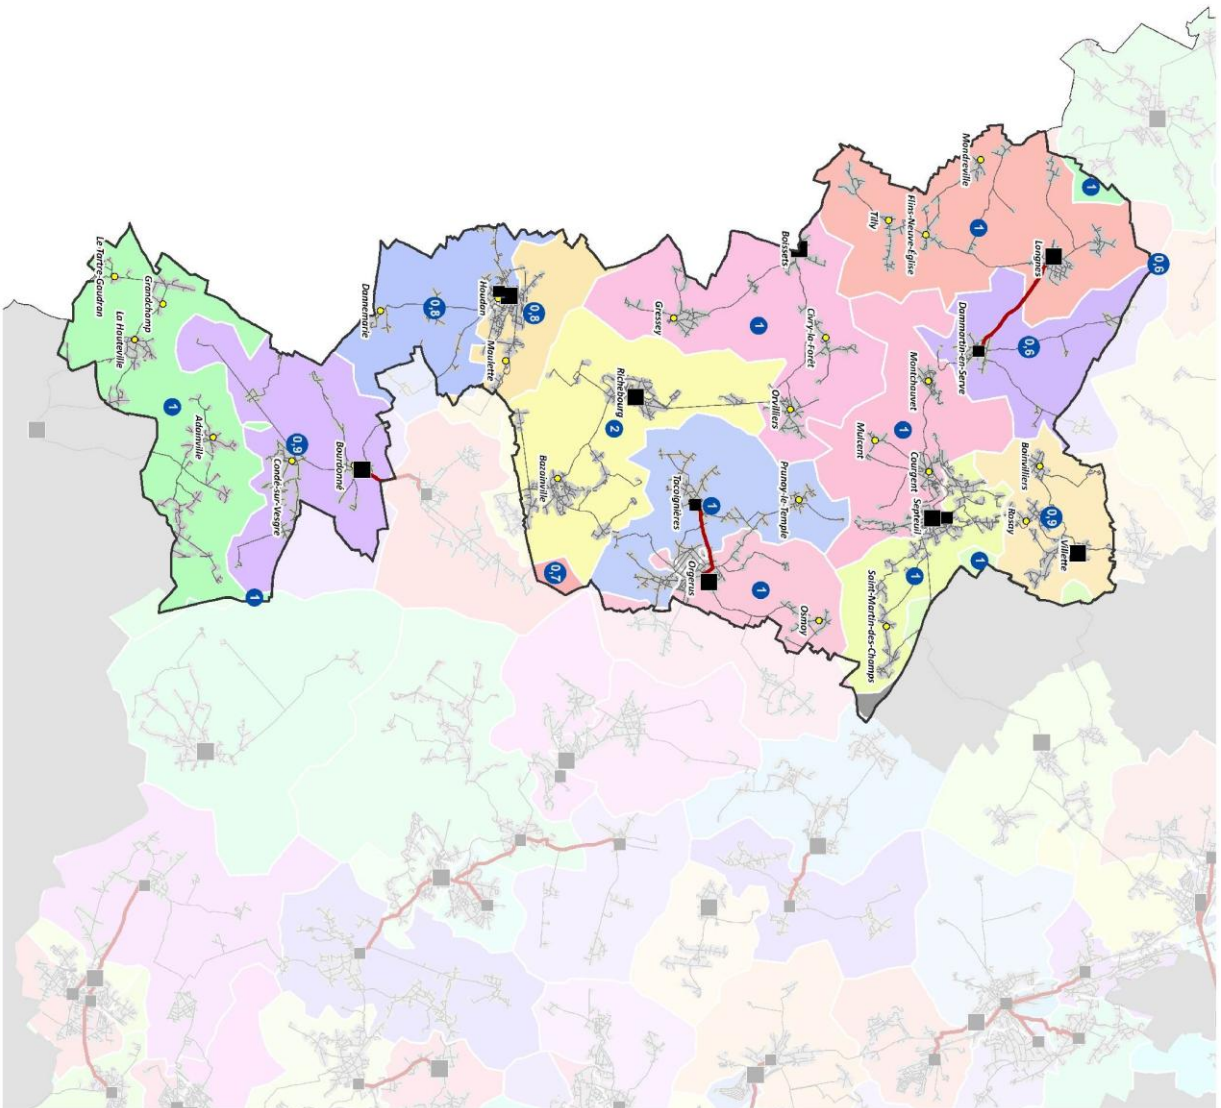 0,6
1
Villette
0,9
Longnes
0,6
Boinvilliers
Rosay
1
1
Mondreville
Dammartin-en-Serve
Septeuil
1
Flins-Neuve-Eglise
Montchauvet
Courgent
1
Tilly
Saint-Martin-des-Champs
Mulcent
Civry-la-Forêt
Osmoy
Boissets
Prunay-le-Temple
Orvilliers
1
1
1
Orgerus
Tacoignières
Gressey
Richebourg
2
0,7
Bazainville
0,8
Maulette
Houdan
0,8
Dannemarie
Bourdonné
0,9
Condé-sur-Vesgre
1
Adainville
1
Grandchamp
La Hauteville
Le-Tartre-Gaudran